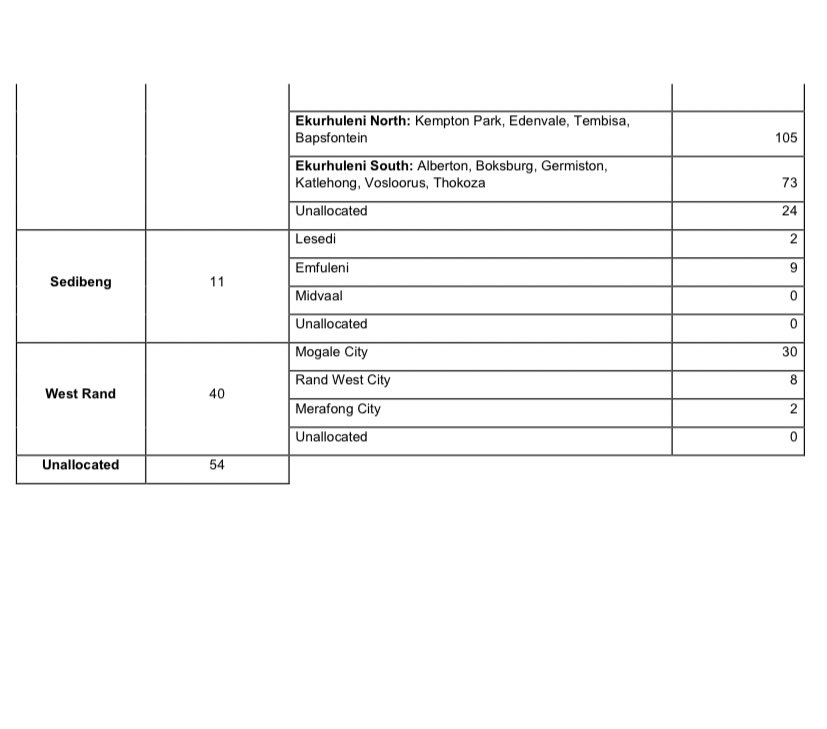 Ekurhuleni North: Kempton Park, Edenvale, Tembisa,
Bapsfontein 105
Ekurhuleni South: Alberton, Boksburg, Germiston,
Katlehong, Vosloorus, Thokoza 73
Unallocated 24
Sedibeng 11
Lesedi 2
Emfuleni 9
Midvaal 0
Unallocated 0
West Rand 40
Mogale City 30
Rand West City 8
Merafong City 2
Unallocated 0
Unallocated 54